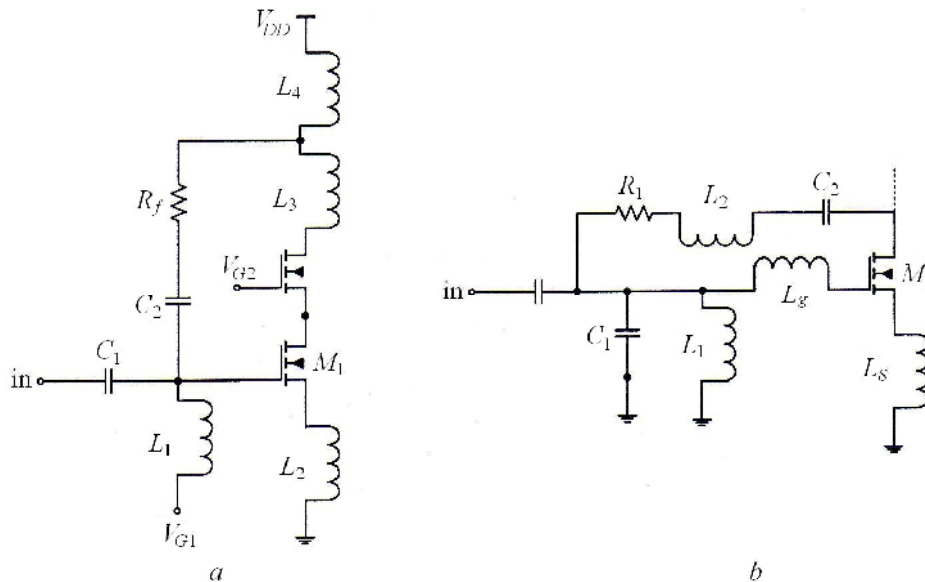 V_DD
L_4
R_f
L_3
V_G2
C_2
M_1
C_1
in
L_1
L_2
V_G1
a
R_1
L_2
C_2
M
in
L_g
C_1
L_1
L_S
b